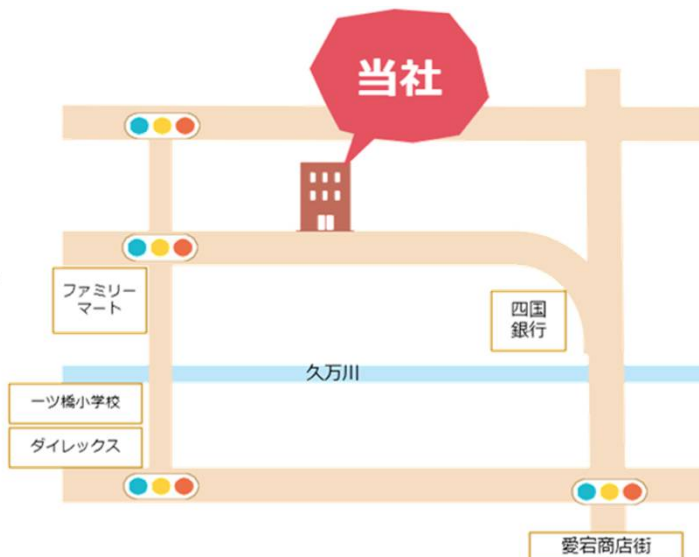 当社
ファミリー
マート
四国
銀行
久万川
一ツ橋小学校
ダイレックス
愛宕商店街